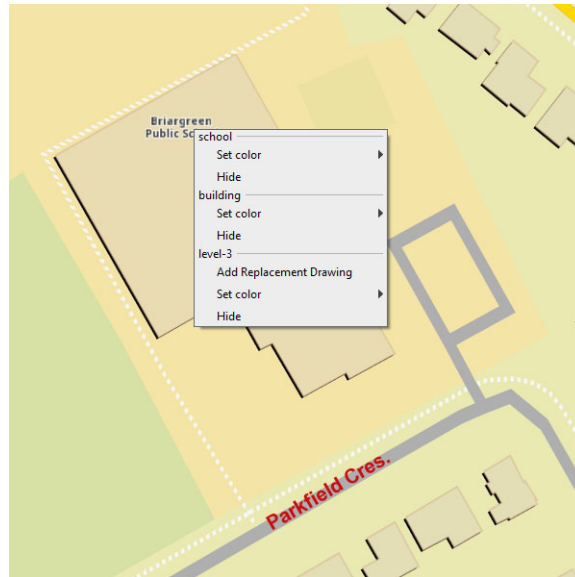 Briargreen
Public Sc
school
Set color
Hide
building
Set color
Hide
level-3
Add Replacement Drawing
Set color
Hide
Parkfield Cres.